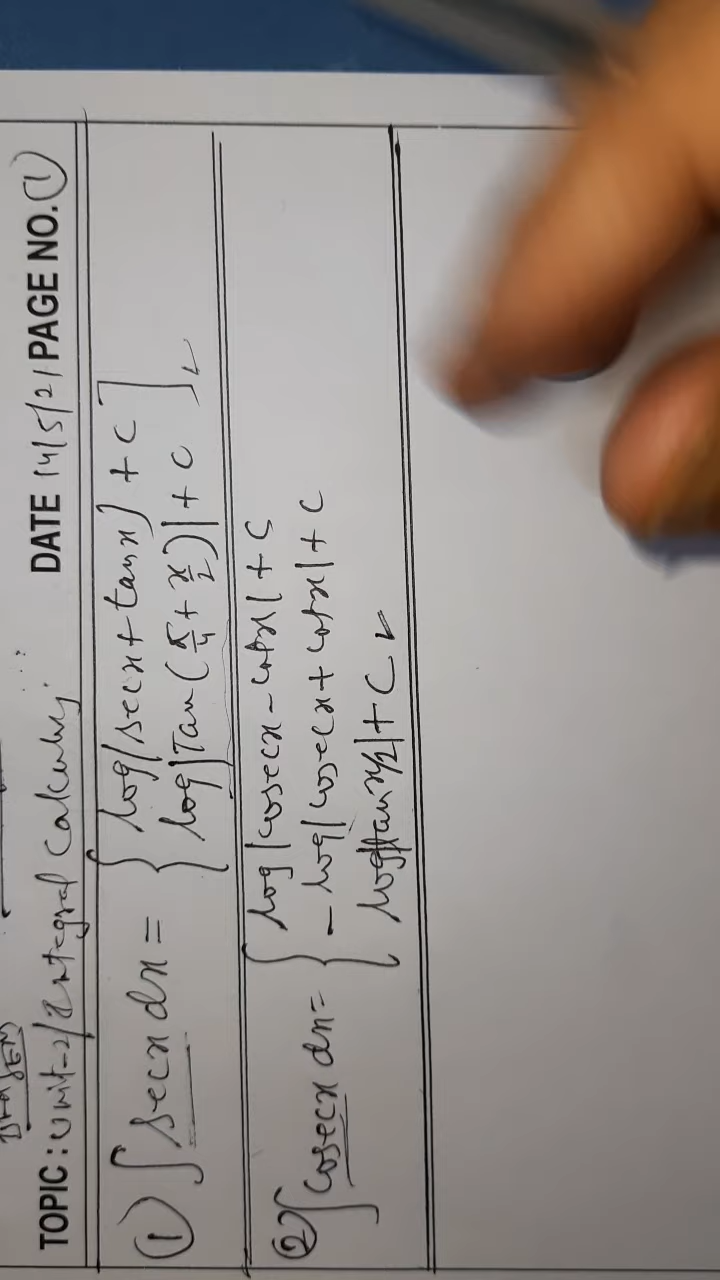 TOPIC: Unit-2/Integral Calculus. DATE 14/5/21 PAGE NO. ①
① ∫ secx dx = { log|secx + tanx| + C
log|Tan(π/4 + x/2)| + C ]
② ∫ cosecx dx = { log|cosecx - cotx| + C
- log|cosecx + cotx| + C
log|tan x/2| + C